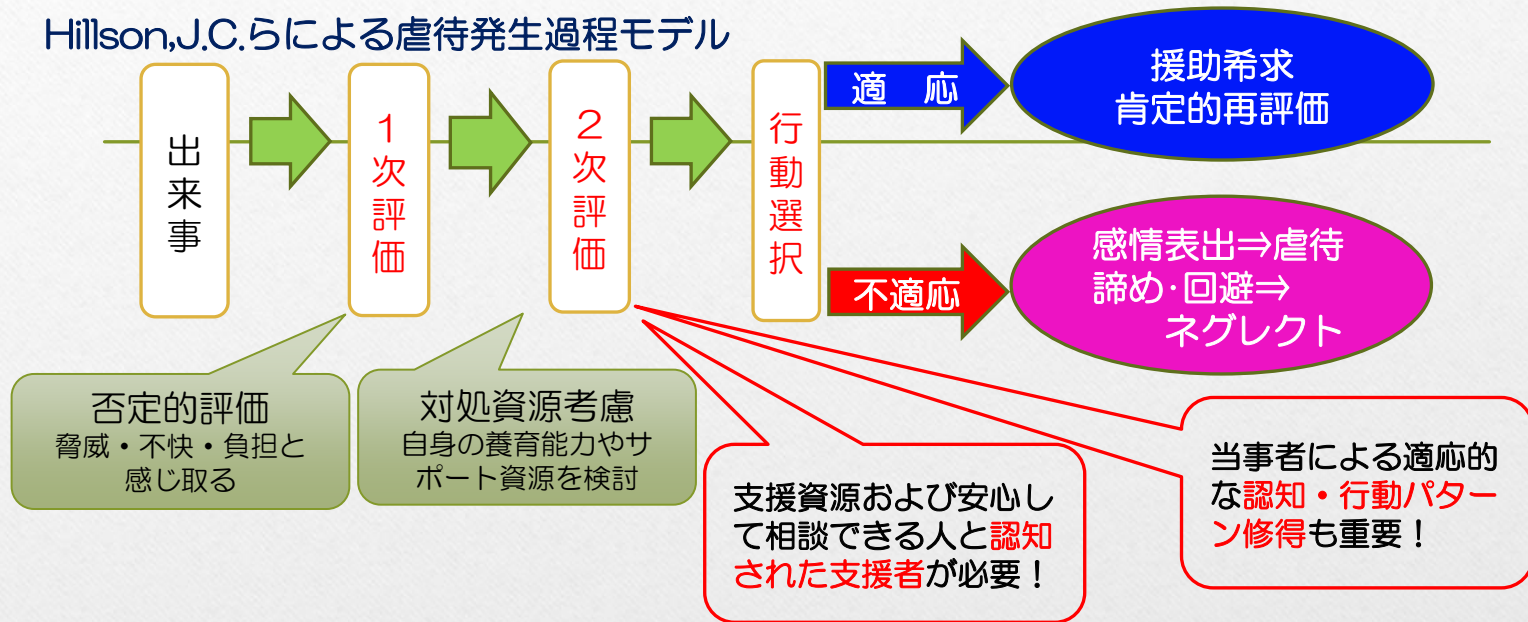 Hillson,J.C.らによる虐待発生過程モデル
出来事
１次評価
２次評価
行動選択
適　応
援助希求
肯定的再評価
不適応
感情表出⇒虐待
諦め・回避⇒
ネグレクト
否定的評価
脅威・不快・負担と
感じ取る
対処資源考慮
自身の養育能力やサ
ポート資源を検討
支援資源および安心し
て相談できる人と認知
された支援者が必要！
当事者による適応的
な認知・行動パター
ン修得も重要！